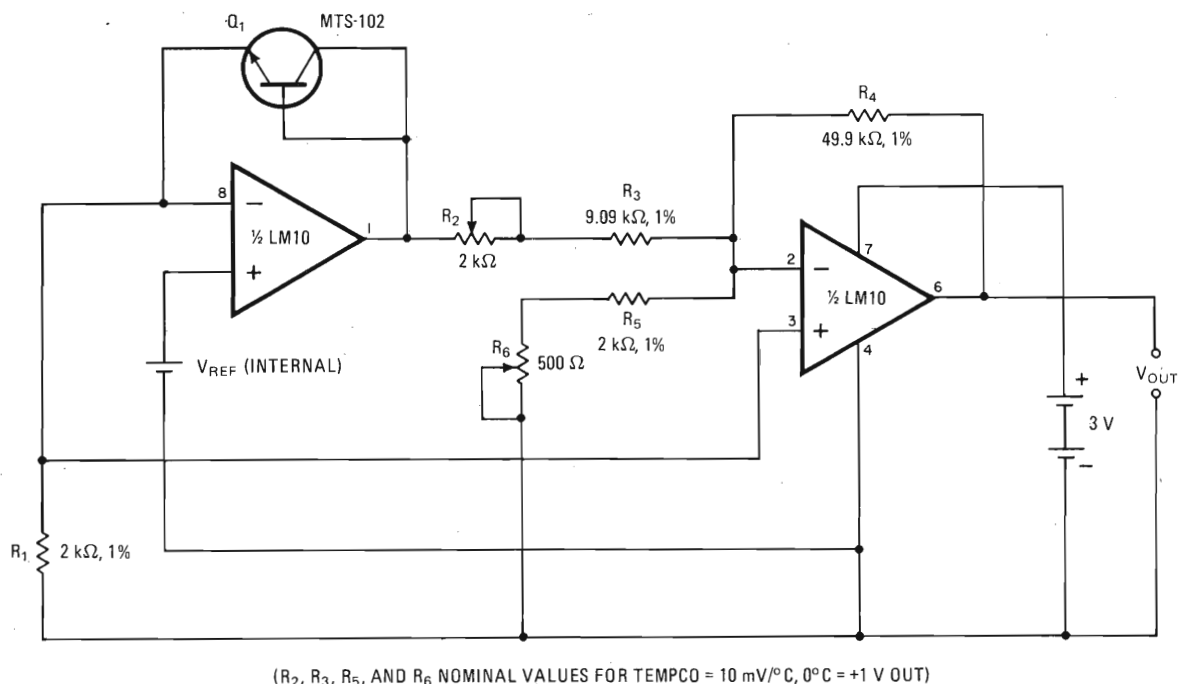 Q1
MTS-102
R4
49.9 kΩ, 1%
8
−
½ LM10
+
1
R2
2 kΩ
R3
9.09 kΩ, 1%
7
2
−
½ LM10
6
3
+
4
R5
2 kΩ, 1%
R6
500 Ω
VREF (INTERNAL)
VOUT
+
3 V
−
R1
2 kΩ, 1%
(R2, R3, R5, AND R6 NOMINAL VALUES FOR TEMPCO = 10 mV/°C, 0°C = +1 V OUT)